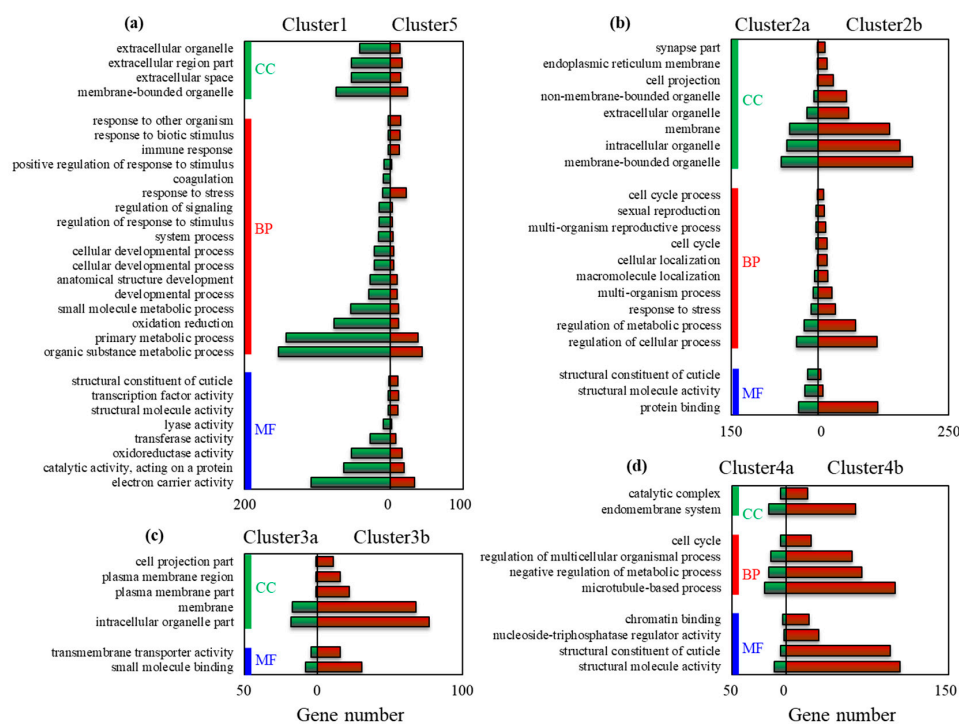 (a)
Cluster1 Cluster5
extracellular organelle
extracellular region part
extracellular space
membrane-bounded organelle
CC
response to other organism
response to biotic stimulus
immune response
positive regulation of response to stimulus
coagulation
response to stress
regulation of signaling
regulation of response to stimulus
system process
cellular developmental process
cellular developmental process
anatomical structure development
developmental process
small molecule metabolic process
oxidation reduction
primary metabolic process
organic substance metabolic process
BP
structural constituent of cuticle
transcription factor activity
structural molecule activity
lyase activity
transferase activity
oxidoreductase activity
catalytic activity, acting on a protein
electron carrier activity
MF
200 0 100
(b)
Cluster2a Cluster2b
synapse part
endoplasmic reticulum membrane
cell projection
non-membrane-bounded organelle
extracellular organelle
membrane
intracellular organelle
membrane-bounded organelle
CC
cell cycle process
sexual reproduction
multi-organism reproductive process
cell cycle
cellular localization
macromolecule localization
multi-organism process
response to stress
regulation of metabolic process
regulation of cellular process
BP
structural constituent of cuticle
structural molecule activity
protein binding
MF
150 0 250
(c)
Cluster3a Cluster3b
cell projection part
plasma membrane region
plasma membrane part
membrane
intracellular organelle part
CC
transmembrane transporter activity
small molecule binding
MF
50 0 100
Gene number
(d)
Cluster4a Cluster4b
catalytic complex
endomembrane system
CC
cell cycle
regulation of multicellular organismal process
negative regulation of metabolic process
microtubule-based process
BP
chromatin binding
nucleoside-triphosphatase regulator activity
structural constituent of cuticle
structural molecule activity
MF
50 0 150
Gene number